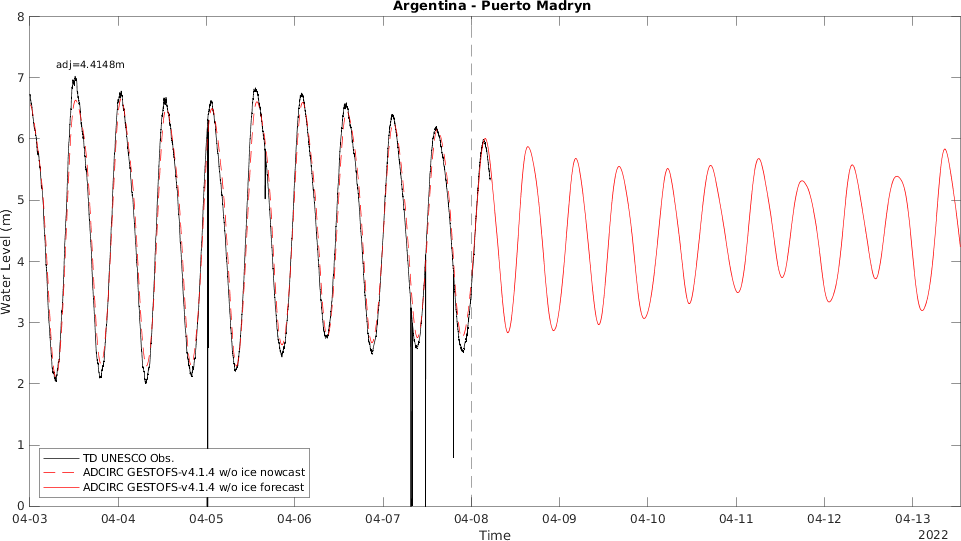 Argentina - Puerto Madryn
8
adj=4.4148m
7
6
5
4
3
2
1
0
Water Level (m)
TD UNESCO Obs.
ADCIRC GESTOFS-v4.1.4 w/o ice nowcast
ADCIRC GESTOFS-v4.1.4 w/o ice forecast
04-03 04-04 04-05 04-06 04-07 04-08 04-09 04-10 04-11 04-12 04-13
Time
2022